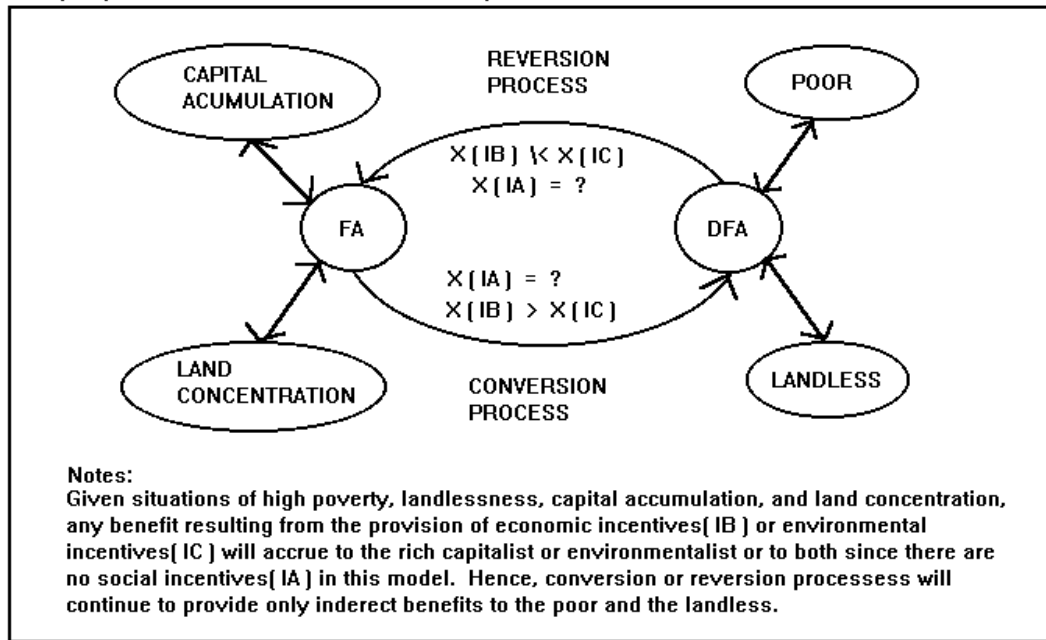 CAPITAL
ACUMULATION
REVERSION
PROCESS
POOR
X ( IB ) \< X ( IC )
X ( IA ) = ?
FA
DFA
X ( IA ) = ?
X ( IB ) > X ( IC )
LAND
CONCENTRATION
CONVERSION
PROCESS
LANDLESS
Notes:
Given situations of high poverty, landlessness, capital accumulation, and land concentration,
any benefit resulting from the provision of economic incentives( IB ) or environmental
incentives( IC ) will accrue to the rich capitalist or environmentalist or to both since there are
no social incentives( IA ) in this model. Hence, conversion or reversion processess will
continue to provide only inderect benefits to the poor and the landless.